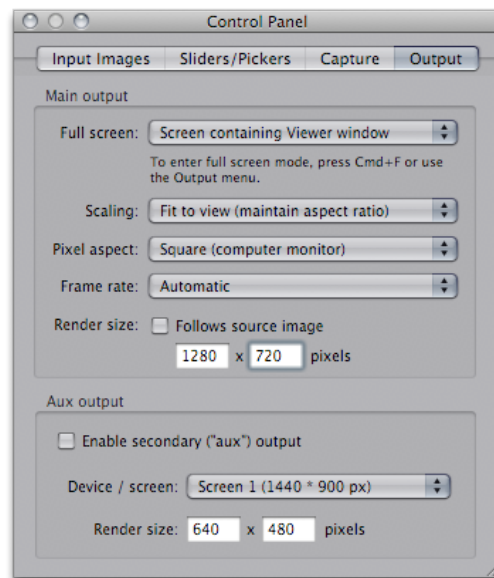 Control Panel
Input Images Sliders/Pickers Capture Output
Main output
Full screen: Screen containing Viewer window
To enter full screen mode, press Cmd+F or use
the Output menu.
Scaling: Fit to view (maintain aspect ratio)
Pixel aspect: Square (computer monitor)
Frame rate: Automatic
Render size: Follows source image
1280 x 720 pixels
Aux output
Enable secondary ("aux") output
Device / screen: Screen 1 (1440 * 900 px)
Render size: 640 x 480 pixels